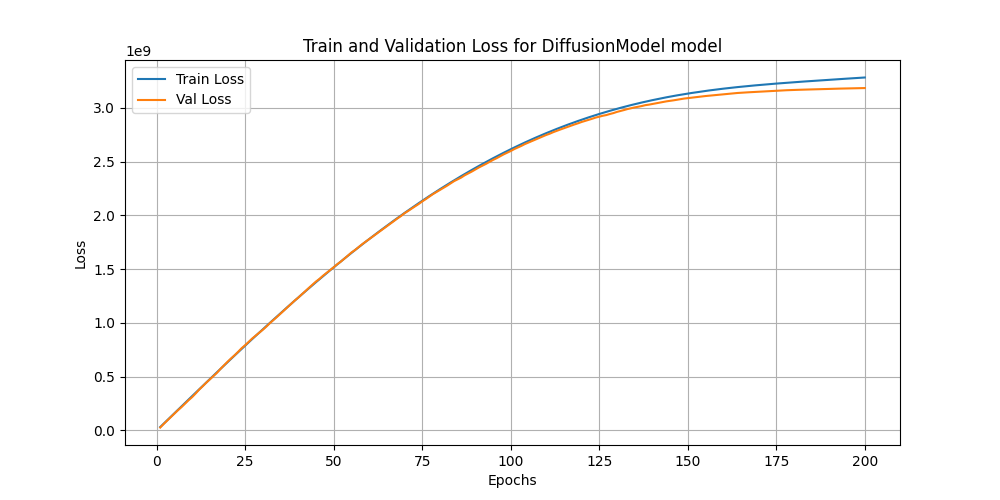 Train and Validation Loss for DiffusionModel model
1e9
Train Loss
Val Loss
3.0
2.5
2.0
1.5
1.0
0.5
0.0
Loss
0 25 50 75 100 125 150 175 200
Epochs